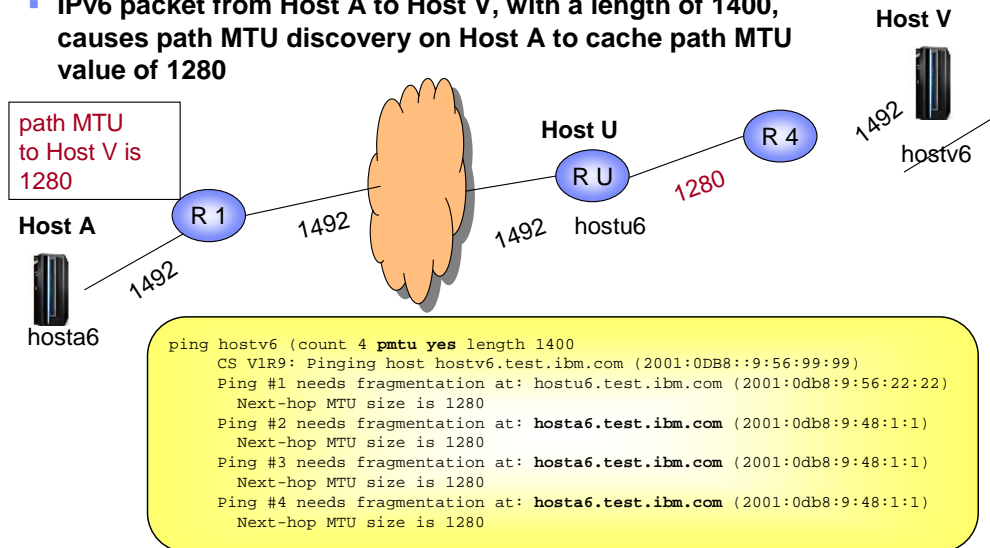 IPv6 packet from Host A to Host V, with a length of 1400,
causes path MTU discovery on Host A to cache path MTU
value of 1280
Host V
path MTU
to Host V is
1280
Host U
R 4
1492
hostv6
R U
1280
R 1
1492
1492
hostu6
Host A
1492
hosta6
ping hostv6 (count 4 pmtu yes length 1400
CS V1R9: Pinging host hostv6.test.ibm.com (2001:0DB8::9:56:99:99)
Ping #1 needs fragmentation at: hostu6.test.ibm.com (2001:0db8:9:56:22:22)
Next-hop MTU size is 1280
Ping #2 needs fragmentation at: hosta6.test.ibm.com (2001:0db8:9:48:1:1)
Next-hop MTU size is 1280
Ping #3 needs fragmentation at: hosta6.test.ibm.com (2001:0db8:9:48:1:1)
Next-hop MTU size is 1280
Ping #4 needs fragmentation at: hosta6.test.ibm.com (2001:0db8:9:48:1:1)
Next-hop MTU size is 1280